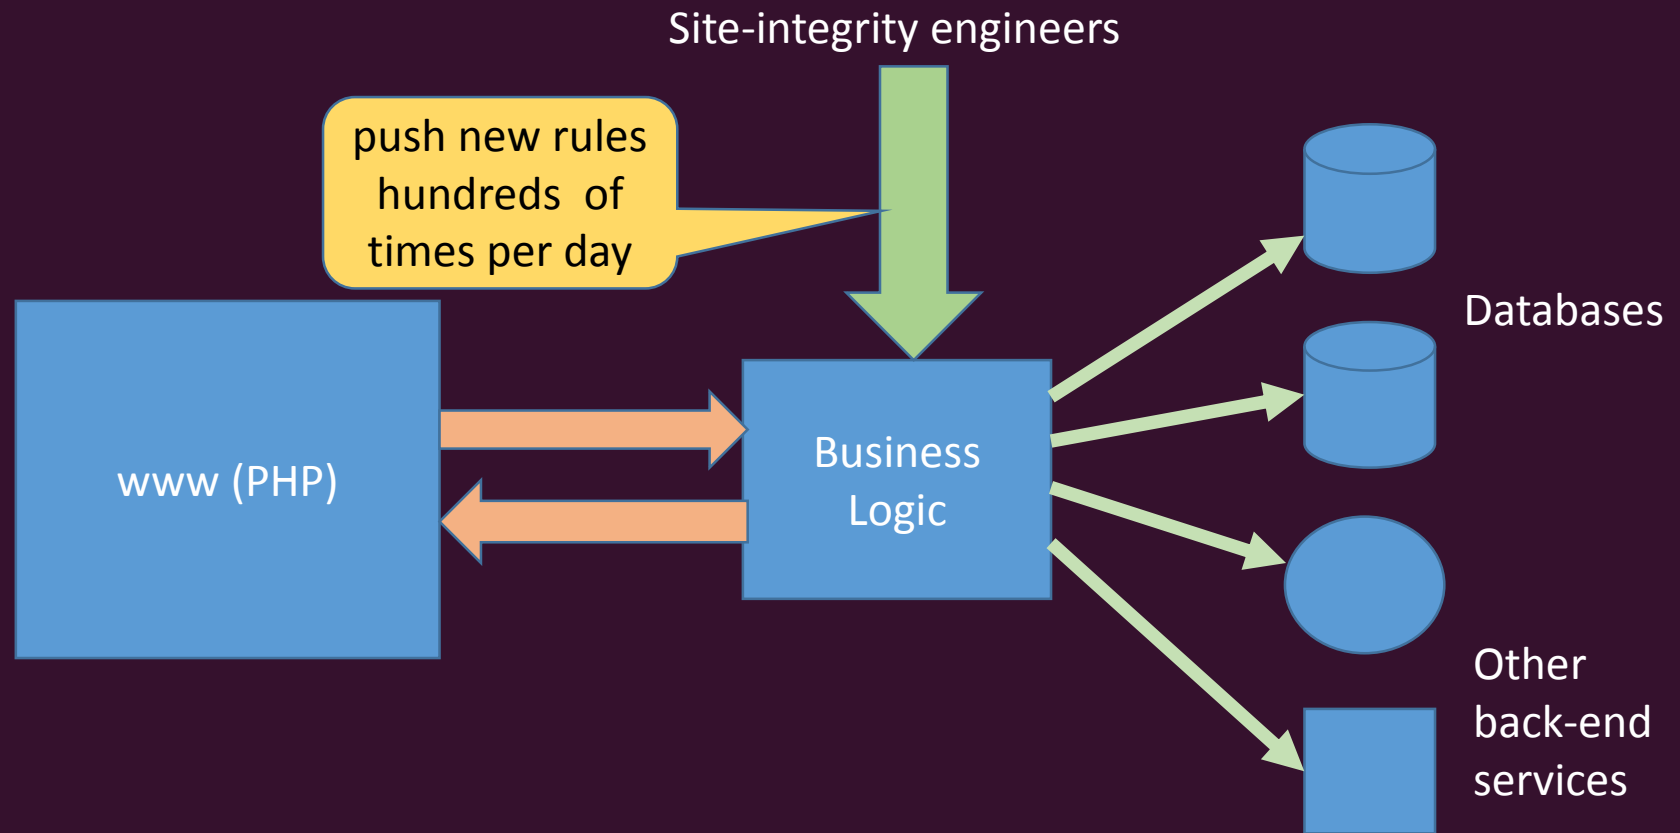 Site-integrity engineers
push new rules
hundreds  of
times per day
www (PHP)
Business
Logic
Databases
Other
back-end
services